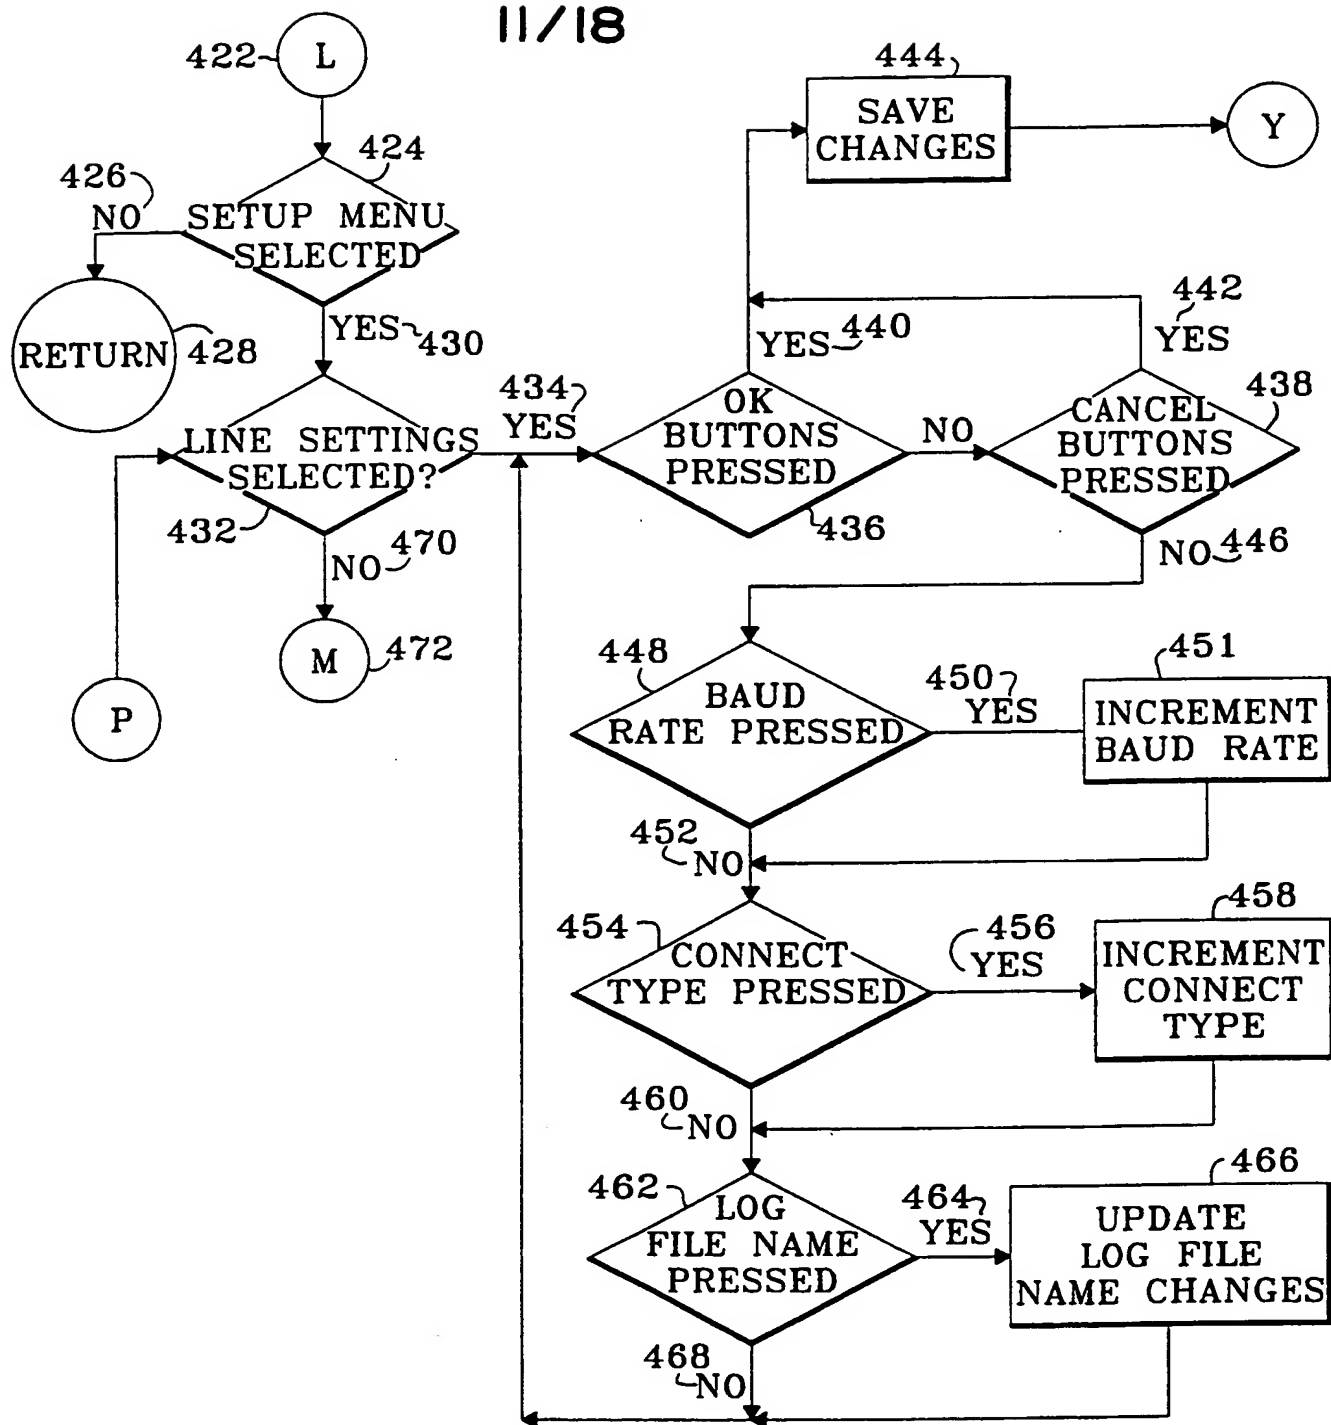 11/18
422
L
444
SAVE
CHANGES
Y
424
426
NO
SETUP MENU
SELECTED
RETURN
428
YES
430
442
YES
YES
440
434
YES
OK
BUTTONS
PRESSED
436
NO
CANCEL
BUTTONS
PRESSED
438
LINE SETTINGS
SELECTED?
432
NO
470
NO
446
M
472
P
448
BAUD
RATE PRESSED
450
YES
451
INCREMENT
BAUD RATE
452
NO
454
CONNECT
TYPE PRESSED
456
YES
458
INCREMENT
CONNECT
TYPE
460
NO
462
LOG
FILE NAME
PRESSED
464
YES
466
UPDATE
LOG FILE
NAME CHANGES
468
NO